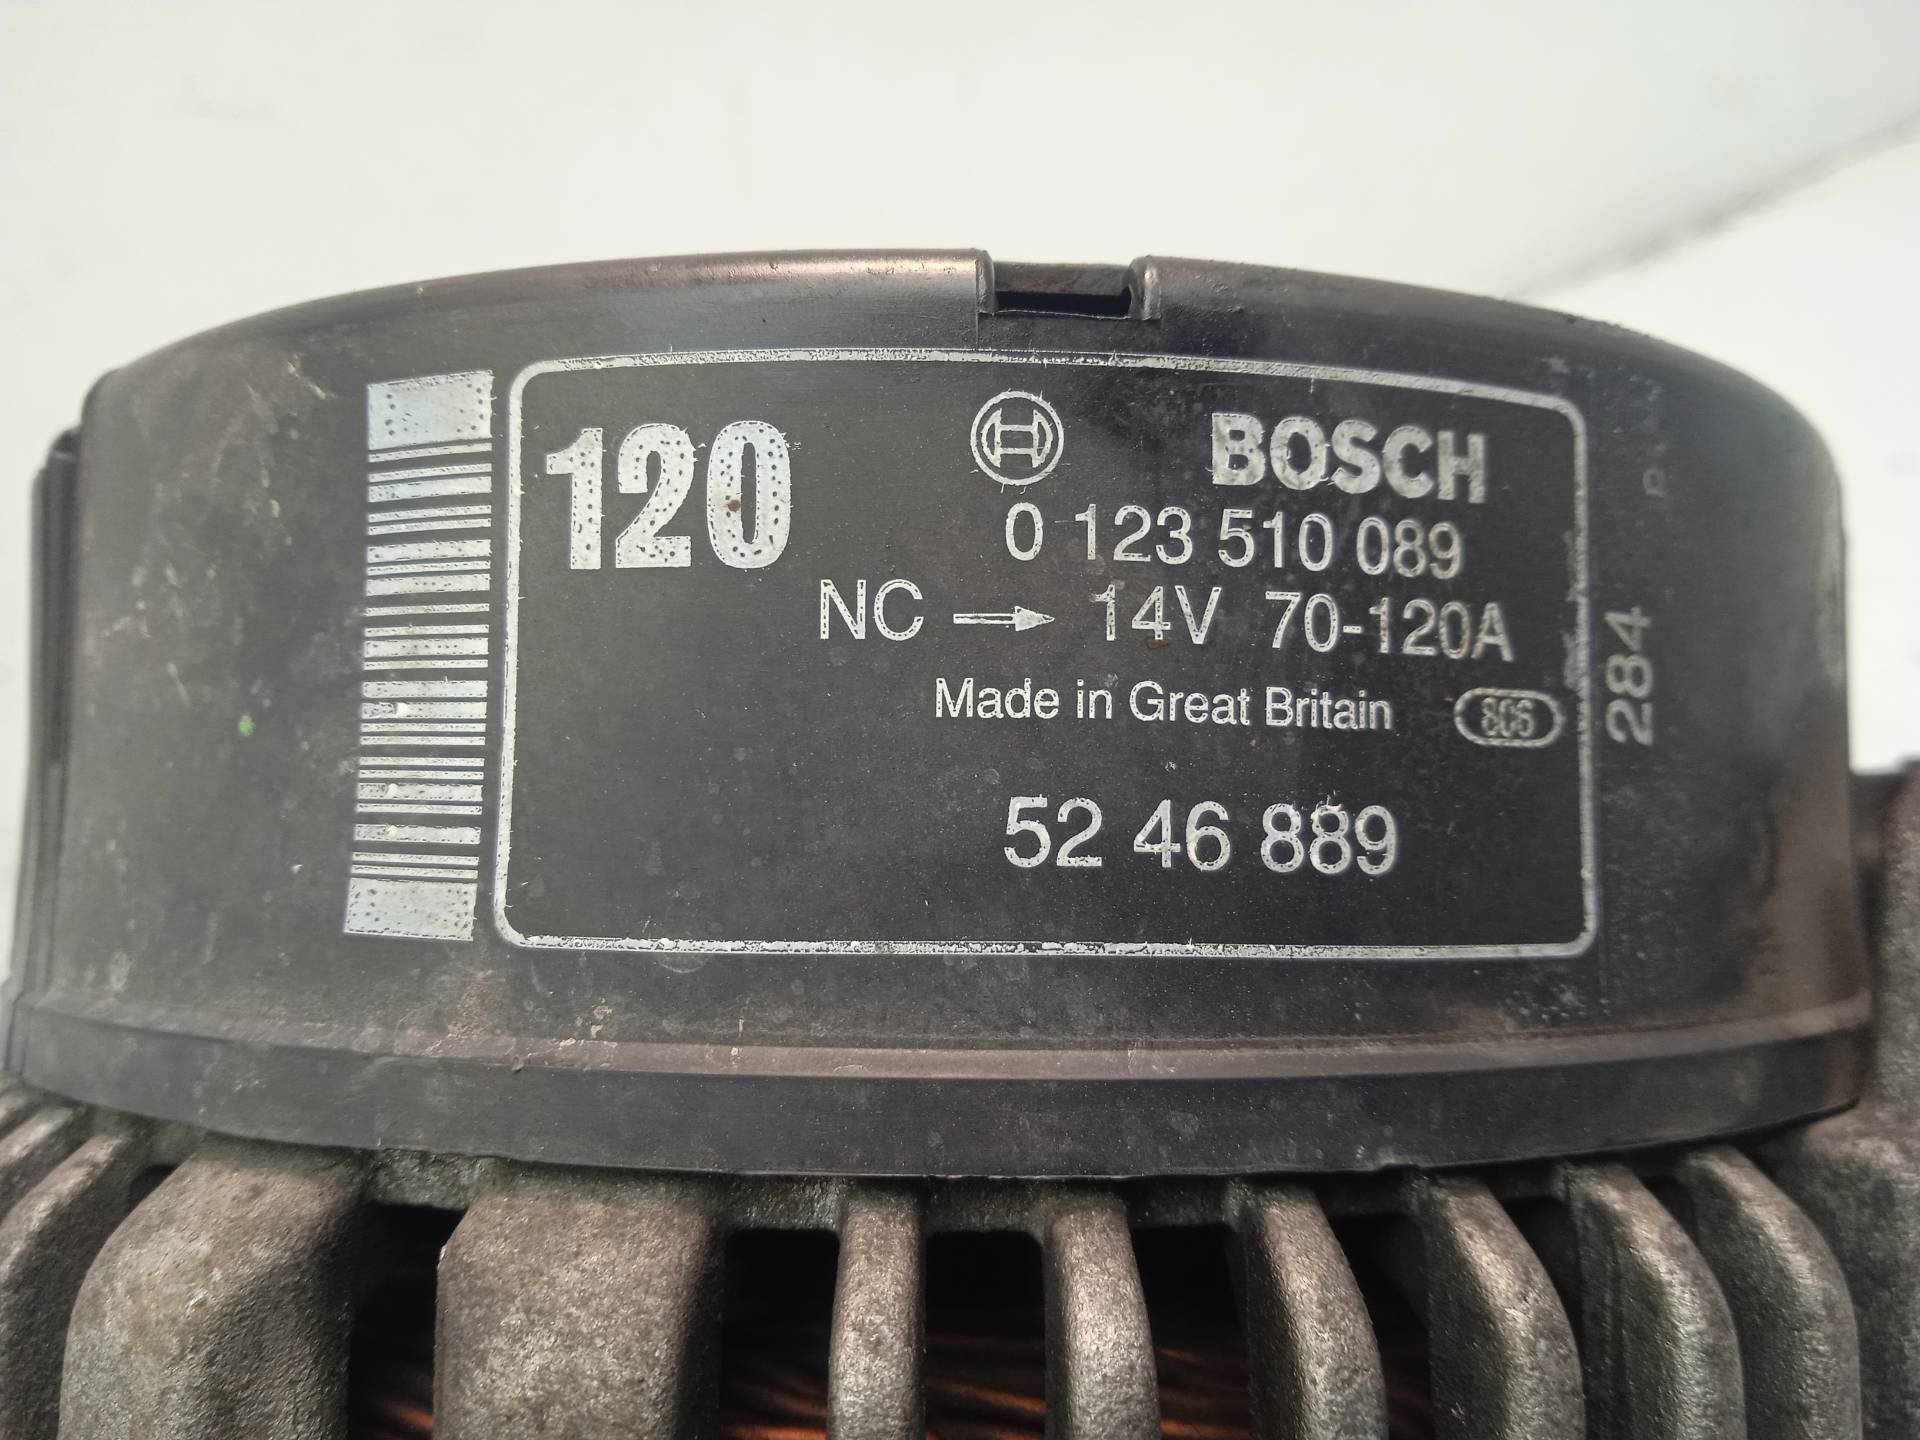 120
BOSCH
0 123 510 089
NC → 14V 70-120A
Made in Great Britain
806
52 46 889
284